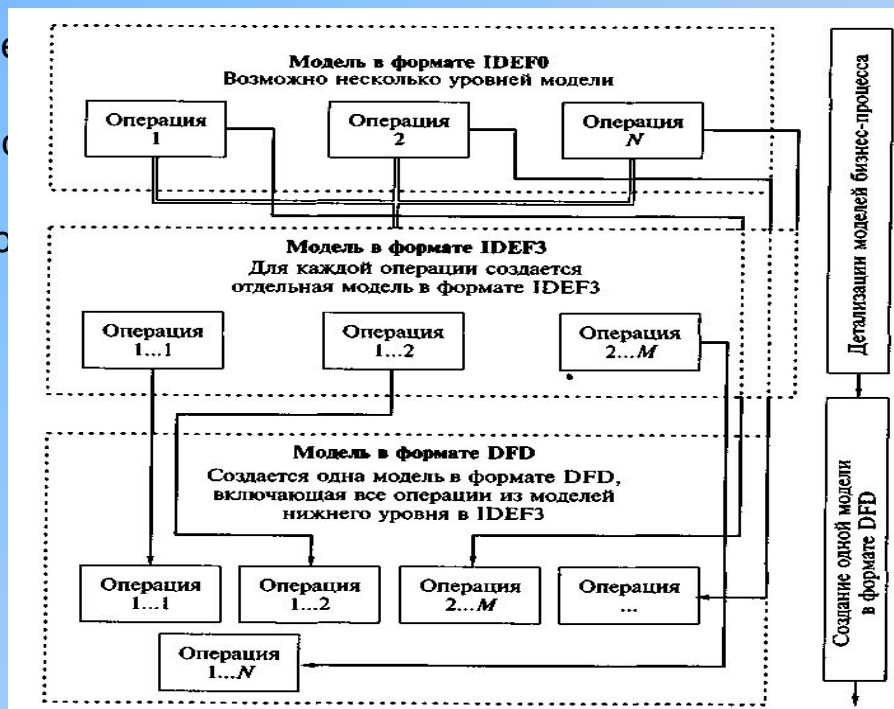 Модель в формате IDEF0
Возможно несколько уровней модели
Операция
1
Операция
2
Операция
N
Модель в формате IDEF3
Для каждой операции создается
отдельная модель в формате IDEF3
Операция
1...1
Операция
1...2
Операция
2...M
Модель в формате DFD
Создается одна модель в формате DFD,
включающая все операции из моделей
нижнего уровня в IDEF3
Операция
1...1
Операция
1...2
Операция
2...M
Операция
...
Операция
1...N
Детализации моделей бизнес-процесса
Создание одной модели
в формате DFD